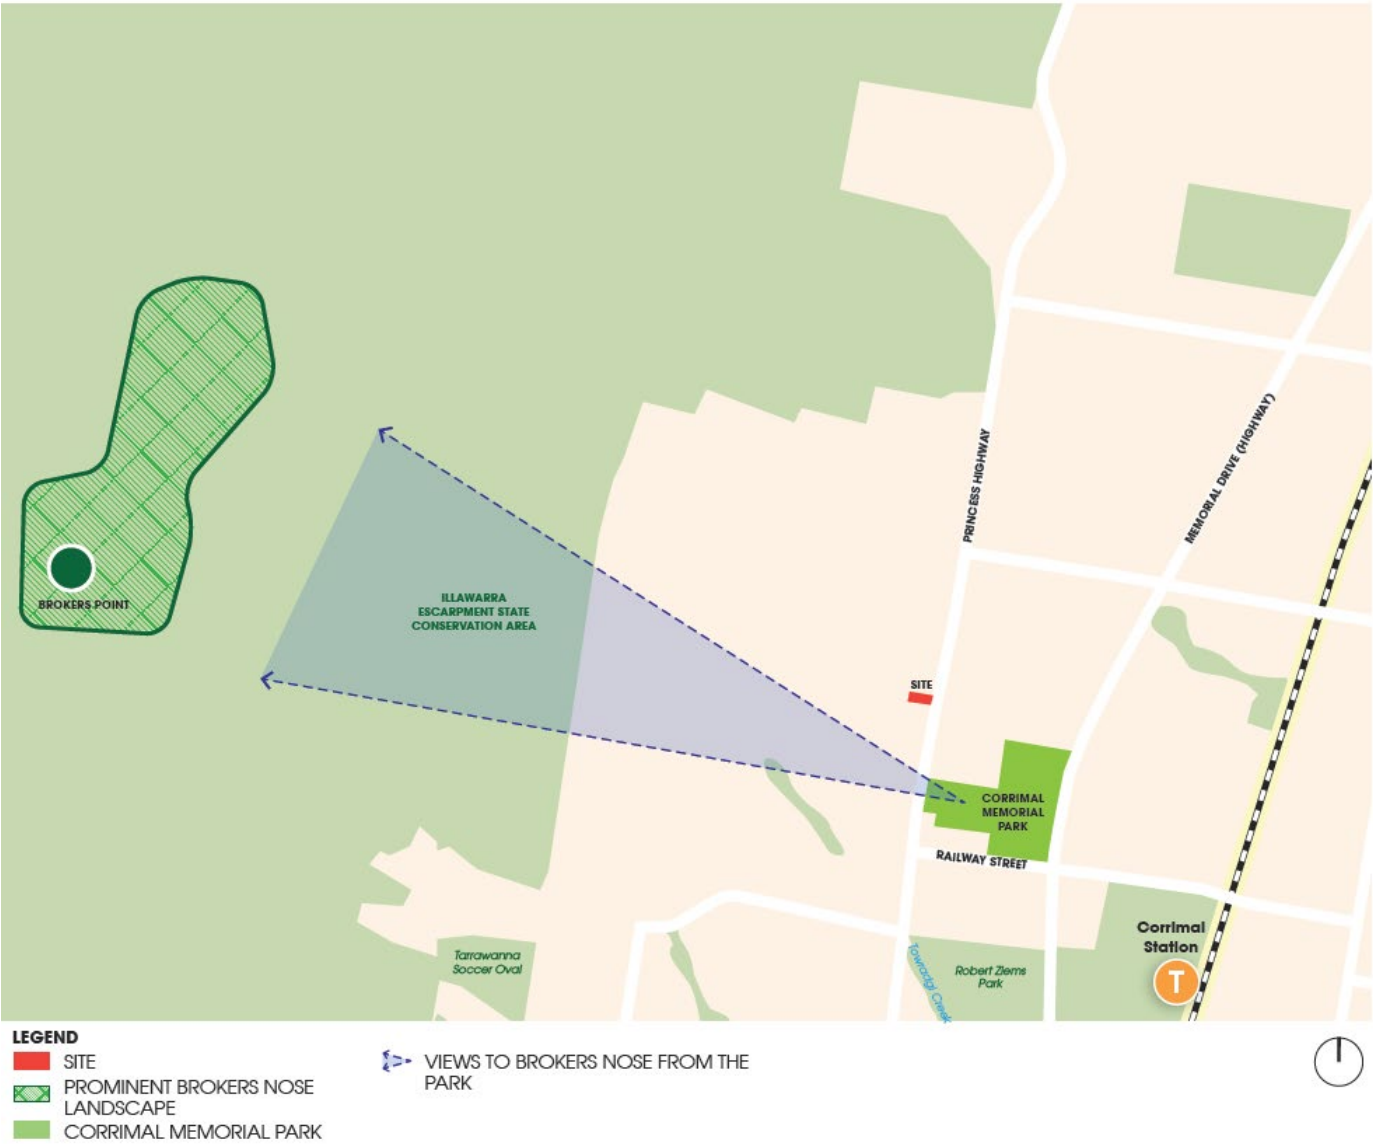 PRINCESS HIGHWAY
MEMORIAL DRIVE (HIGHWAY)
BROKERS POINT
ILLAWARRA
ESCARPMENT STATE
CONSERVATION AREA
SITE
CORRIMAL
MEMORIAL
PARK
RAILWAY STREET
Corrimal
Station
T
Tarrawanna
Soccer Oval
Towradgi Creek
Robert Ziems
Park
LEGEND
SITE
PROMINENT BROKERS NOSE
LANDSCAPE
CORRIMAL MEMORIAL PARK
VIEWS TO BROKERS NOSE FROM THE
PARK